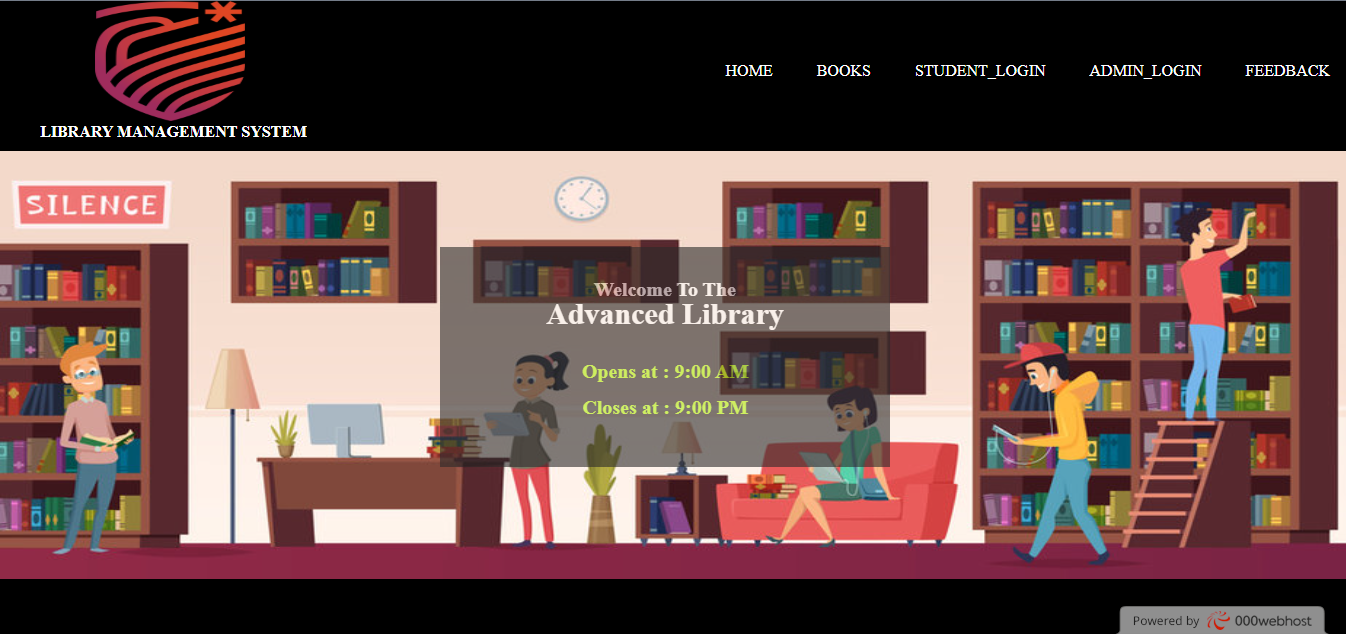 HOME BOOKS STUDENT_LOGIN ADMIN_LOGIN FEEDBACK
LIBRARY MANAGEMENT SYSTEM
SILENCE
Welcome To The
Advanced Library
Opens at : 9:00 AM
Closes at : 9:00 PM
Powered by 000webhost